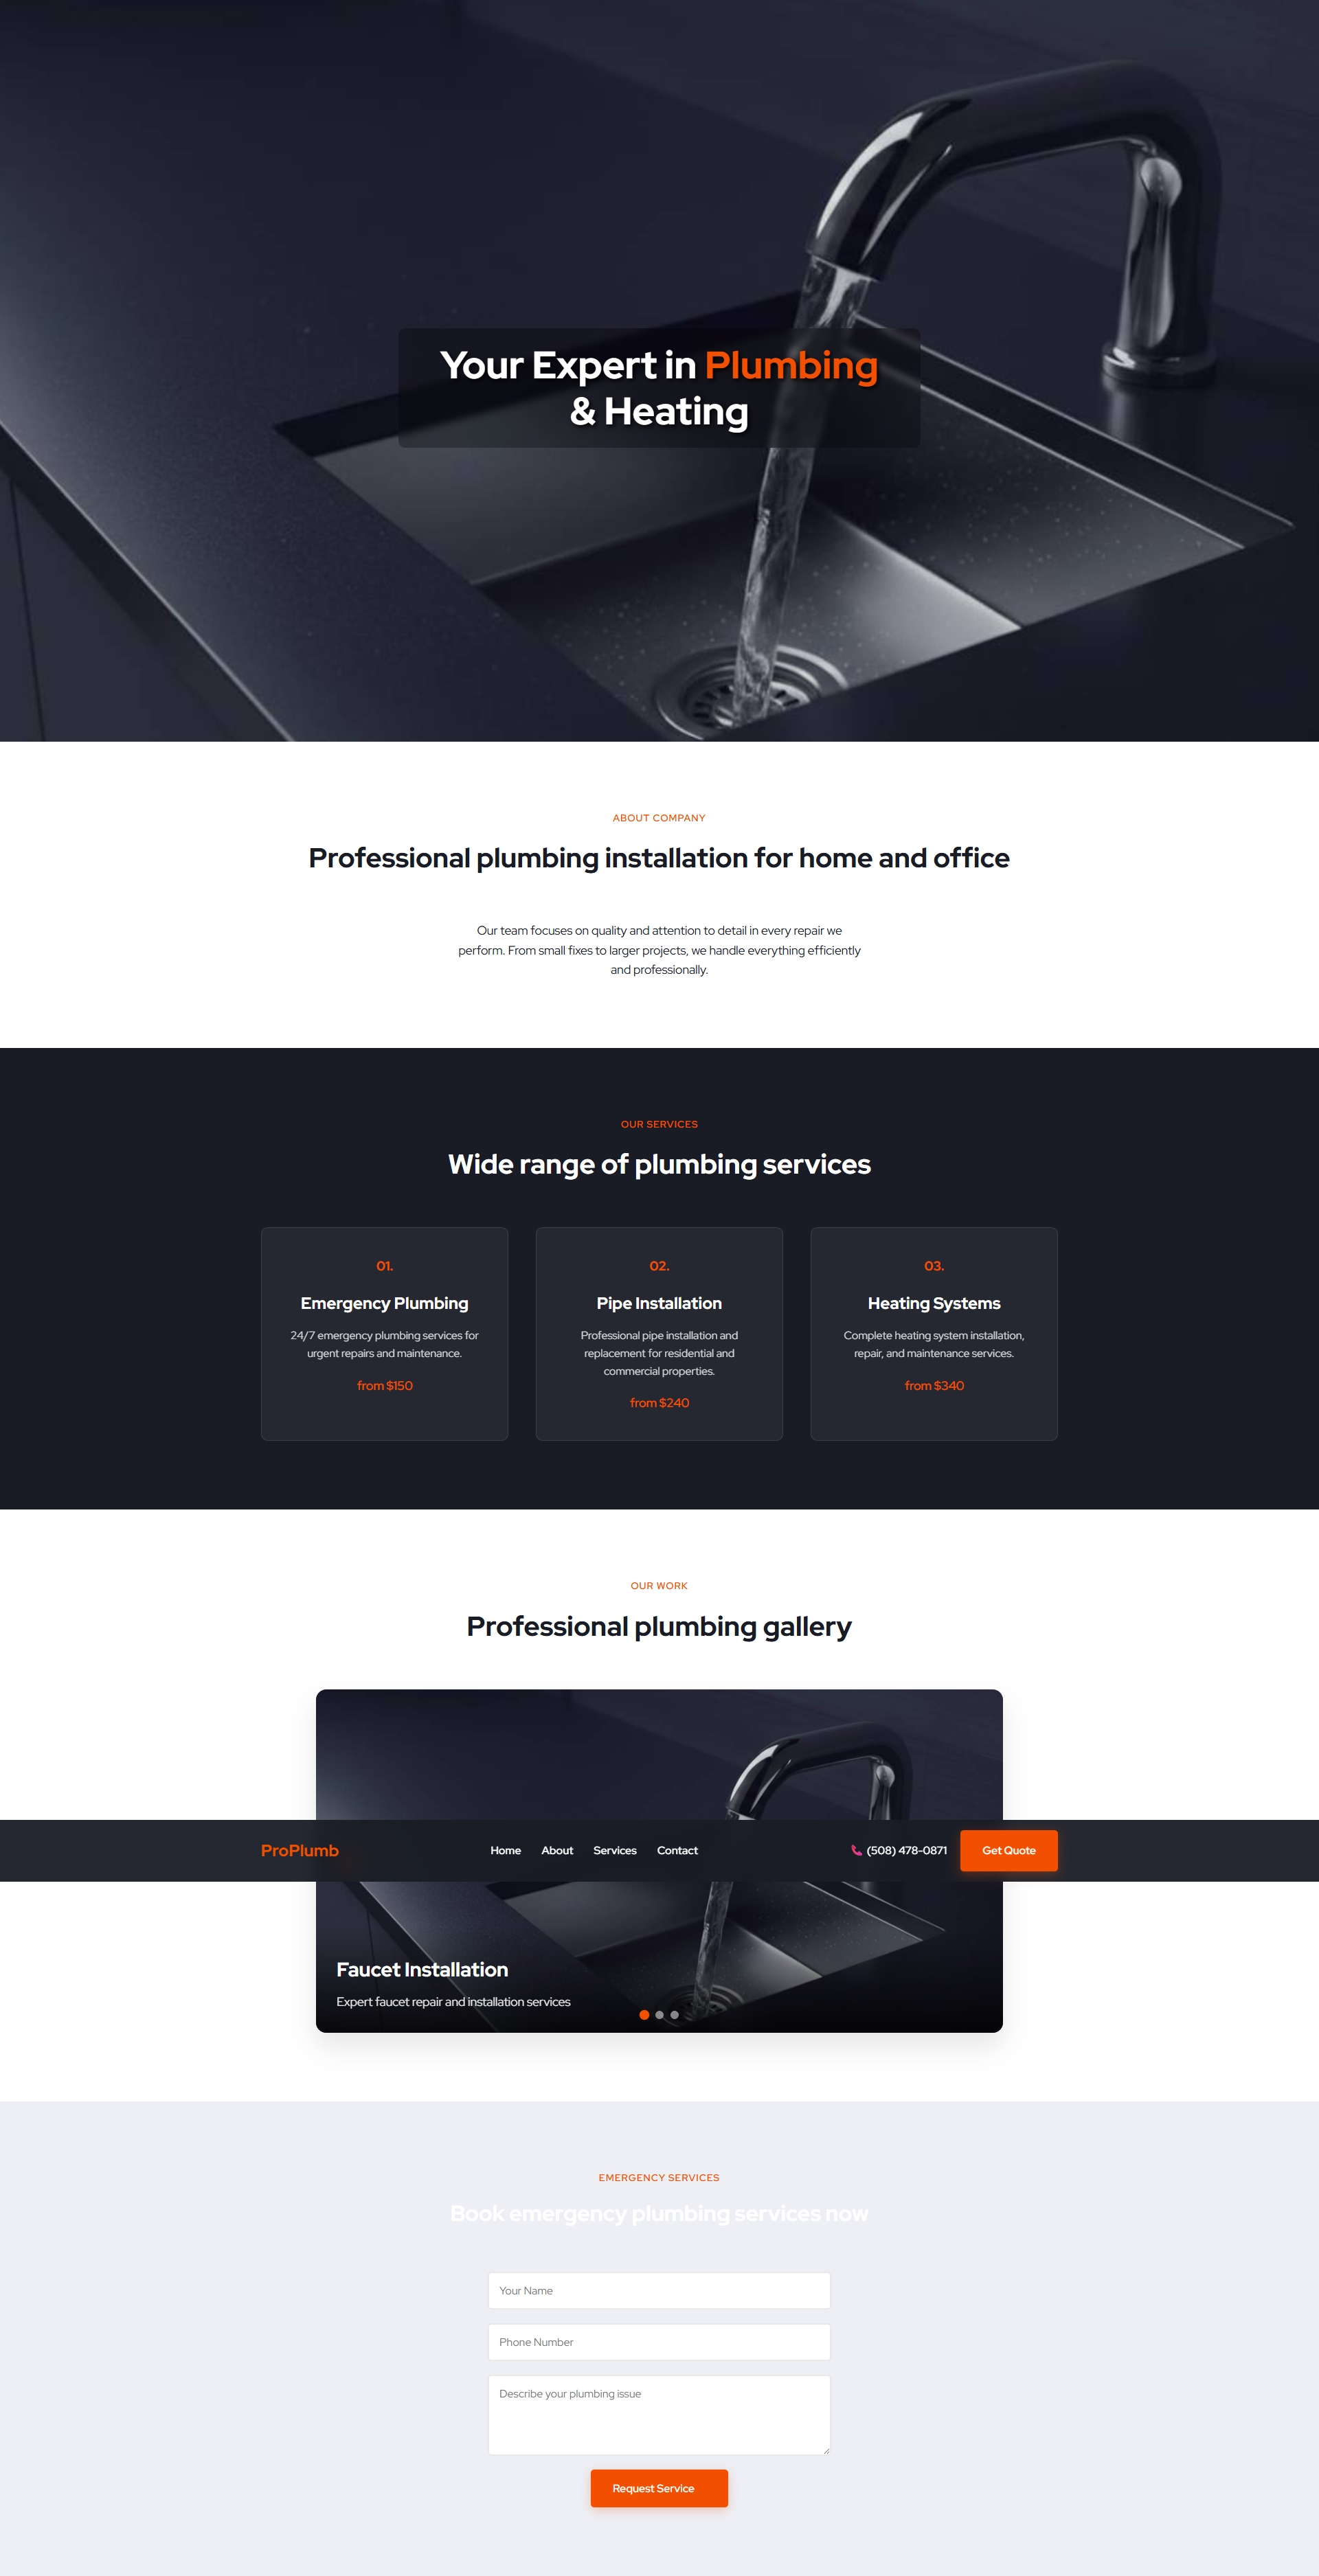 Your Expert in Plumbing
& Heating
ABOUT COMPANY
Professional plumbing installation for home and office
Our team focuses on quality and attention to detail in every repair we
perform. From small fixes to larger projects, we handle everything efficiently
and professionally.
OUR SERVICES
Wide range of plumbing services
01.
Emergency Plumbing
24/7 emergency plumbing services for
urgent repairs and maintenance.
from $150
02.
Pipe Installation
Professional pipe installation and
replacement for residential and
commercial properties.
from $240
03.
Heating Systems
Complete heating system installation,
repair, and maintenance services.
from $340
OUR WORK
Professional plumbing gallery
ProPlumb
Home
About
Services
Contact
(508) 478-0871
Get Quote
Faucet Installation
Expert faucet repair and installation services
EMERGENCY SERVICES
Book emergency plumbing services now
Your Name
Phone Number
Describe your plumbing issue
Request Service